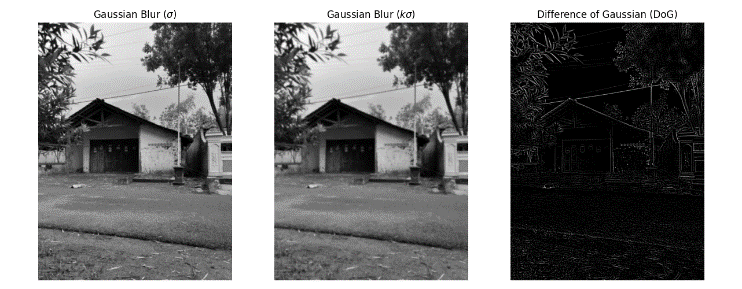 Gaussian Blur (σ)
Gaussian Blur (kσ)
Difference of Gaussian (DoG)